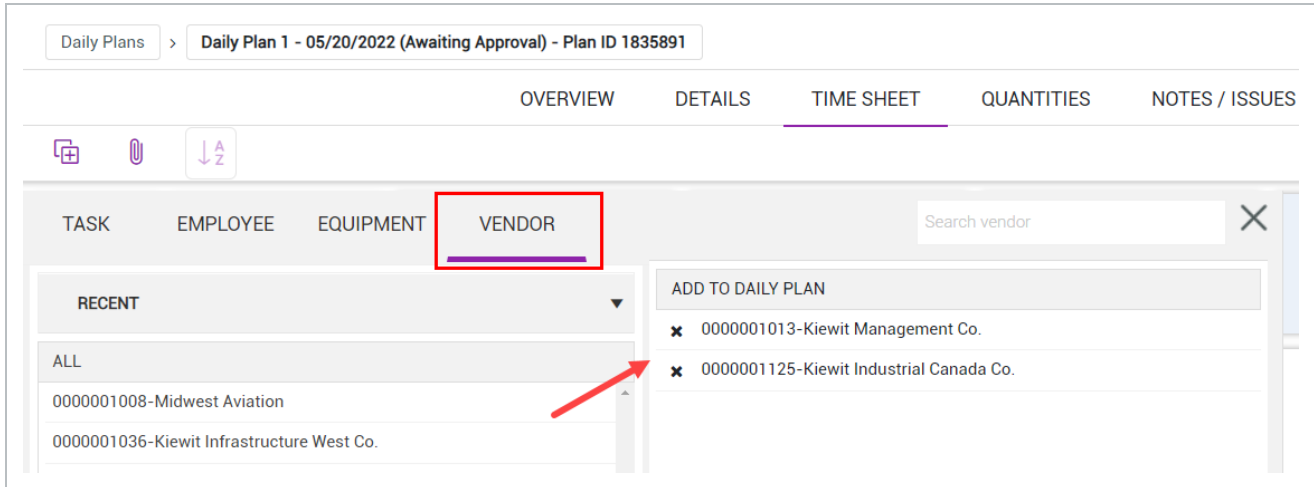 Daily Plans > Daily Plan 1 - 05/20/2022 (Awaiting Approval) - Plan ID 1835891
OVERVIEW DETAILS TIME SHEET QUANTITIES NOTES / ISSUES
A
Z
TASK EMPLOYEE EQUIPMENT VENDOR Search vendor
RECENT
ADD TO DAILY PLAN
0000001013-Kiewit Management Co.
0000001125-Kiewit Industrial Canada Co.
ALL
0000001008-Midwest Aviation
0000001036-Kiewit Infrastructure West Co.